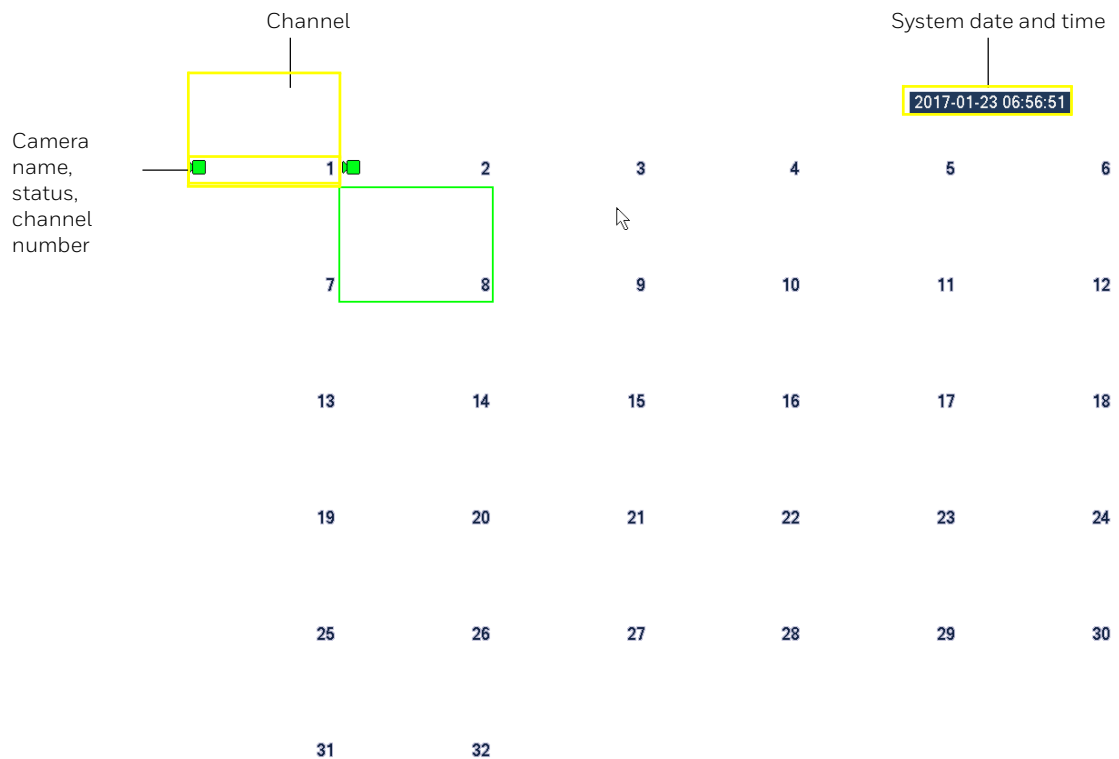 Channel
System date and time
2017-01-23 06:56:51
Camera
name,
status,
channel
number
1 2 3 4 5 6
7 8 9 10 11 12
13 14 15 16 17 18
19 20 21 22 23 24
25 26 27 28 29 30
31 32